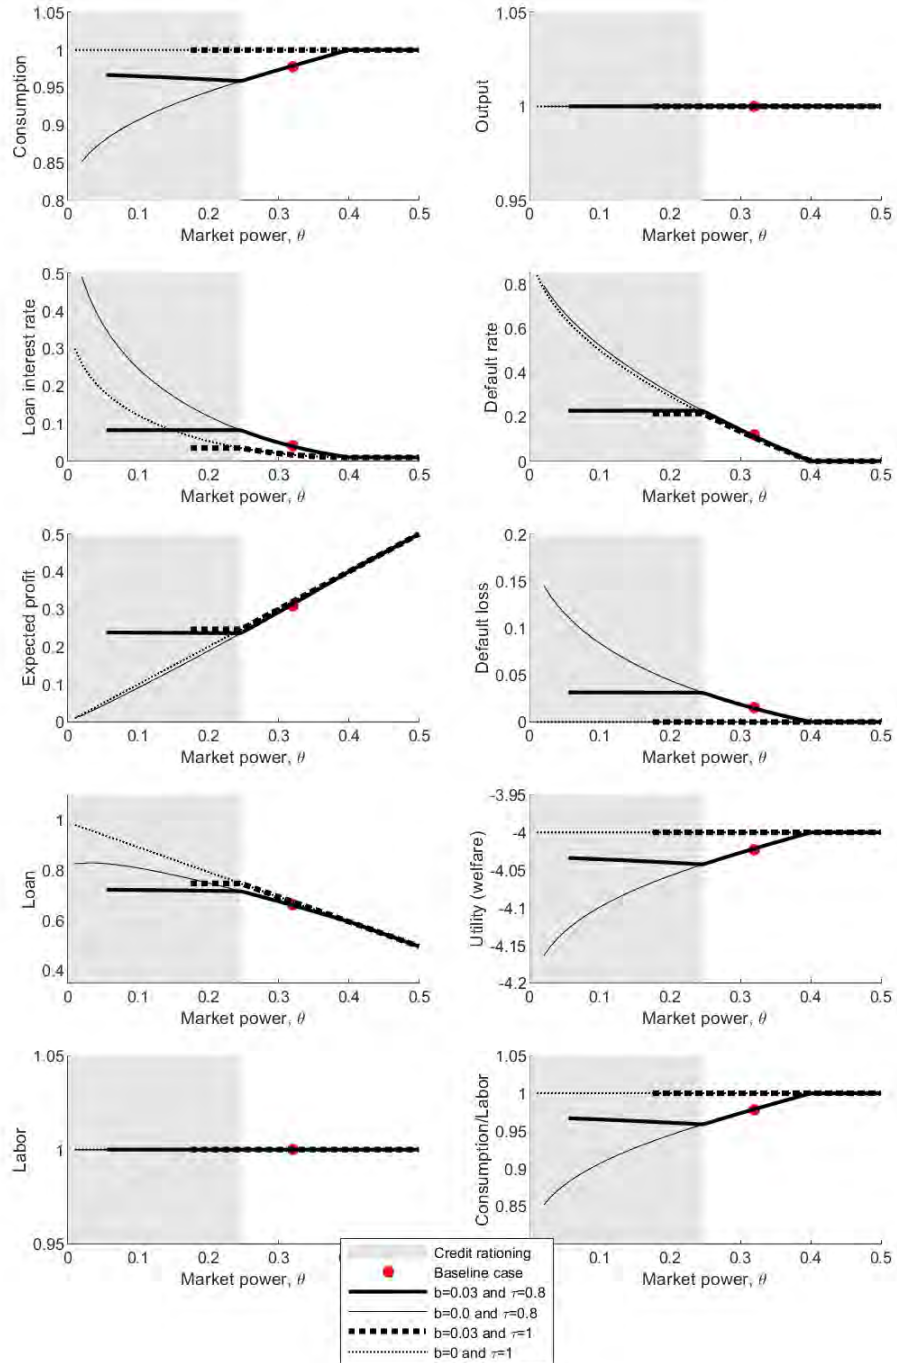 Consumption
1.05
1
0.95
0.9
0.85
0.8
0 0.1 0.2 0.3 0.4 0.5
Market power, θ
Output
1.05
1
0.95
0 0.1 0.2 0.3 0.4 0.5
Market power, θ
Loan interest rate
0.5
0.4
0.3
0.2
0.1
0
0 0.1 0.2 0.3 0.4 0.5
Market power, θ
Default rate
0.8
0.6
0.4
0.2
0
0 0.1 0.2 0.3 0.4 0.5
Market power, θ
Expected profit
0.5
0.4
0.3
0.2
0.1
0
0 0.1 0.2 0.3 0.4 0.5
Market power, θ
Default loss
0.2
0.15
0.1
0.05
0
0 0.1 0.2 0.3 0.4 0.5
Market power, θ
Loan
1
0.8
0.6
0.4
0 0.1 0.2 0.3 0.4 0.5
Market power, θ
Utility (welfare)
-3.95
-4
-4.05
-4.1
-4.15
-4.2
0 0.1 0.2 0.3 0.4 0.5
Market power, θ
Labor
1.05
1
0.95
0 0.1 0.2 0.3 0.5
Market power, θ
Consumption/Labor
1.05
1
0.95
0.9
0.85
0.1 0.2 0.3 0.4 0.5
Market power, θ
Credit rationing
Baseline case
b=0.03 and τ=0.8
b=0.0 and τ=0.8
b=0.03 and τ=1
b=0 and τ=1